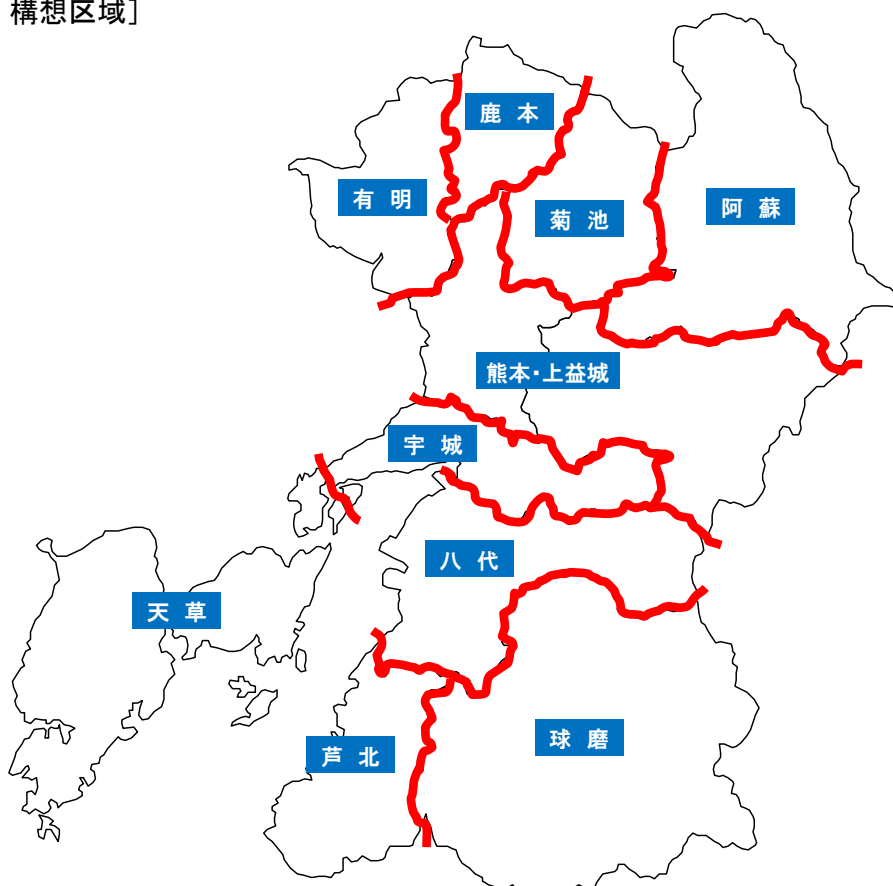 構想区域］
鹿 本
有 明
菊 池
阿 蘇
熊本・上益城
宇 城
八 代
天 草
球 磨
芦 北